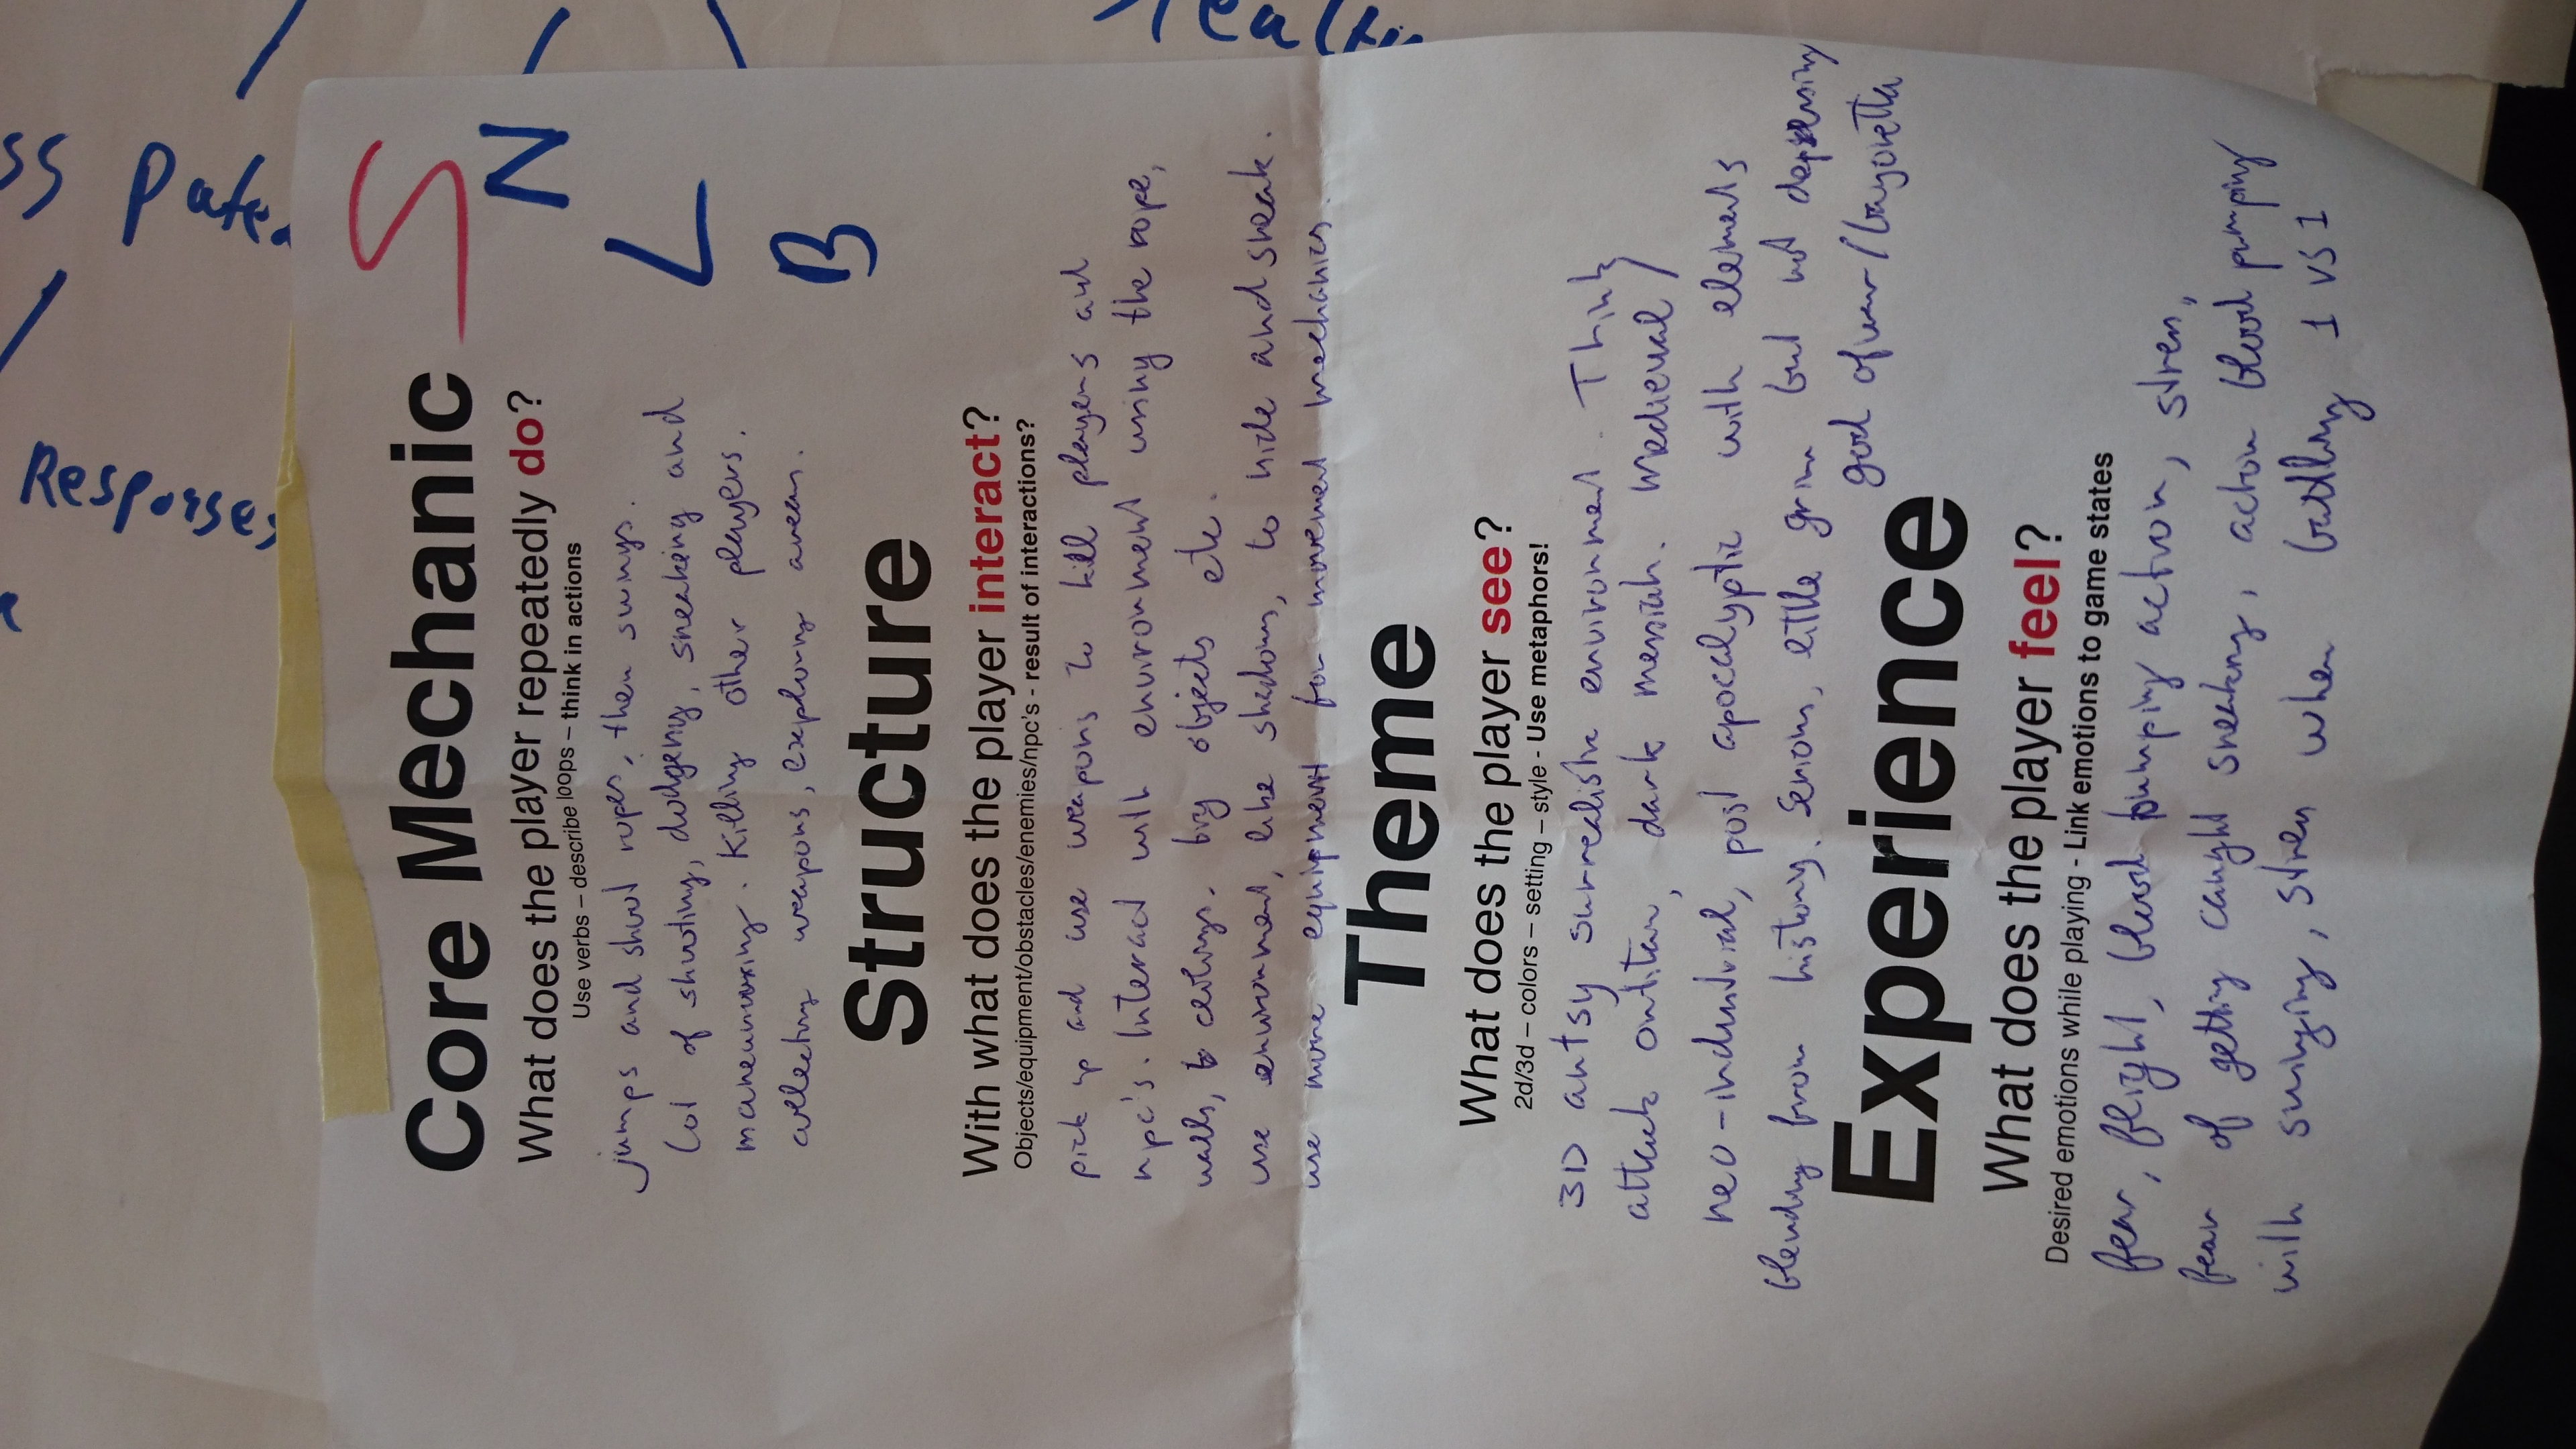 Core Mechanic
S
N
L
B
What does the player repeatedly do?
Use verbs – describe loops – think in actions
jumps and shoot ropes, then swings.
Lot of shooting, dodgeing, sneaking and
maneuvoxing. Killing other players.
collecting weapons, exploring areas.
Structure
With what does the player interact?
Objects/equipment/obstacles/enemies/npc's - result of interactions?
pick up and use weapons to kill players and
npc's. Interact with environment using the rope,
walls, ceilings, big objects etc.
use environment, like shadows, to hide and sneak.
use more equipment for movement mechanics.
Theme
What does the player see?
2d/3d – colors – setting – style - Use metaphors!
3D artsy surrealistic environment. Think
attack on titan, dark messiah. medieval /
neo-industrial, post apocalyptic with elements
blending from history. Serious, little grim but not depressing
god of war / bayonetta
Experience
What does the player feel?
Desired emotions while playing - Link emotions to game states
fear, flight, blood pumping action, stress,
fear of getting caught sneaking, action blood pumping
with swinging, stress when battling 1 vs 1
ss
Responses